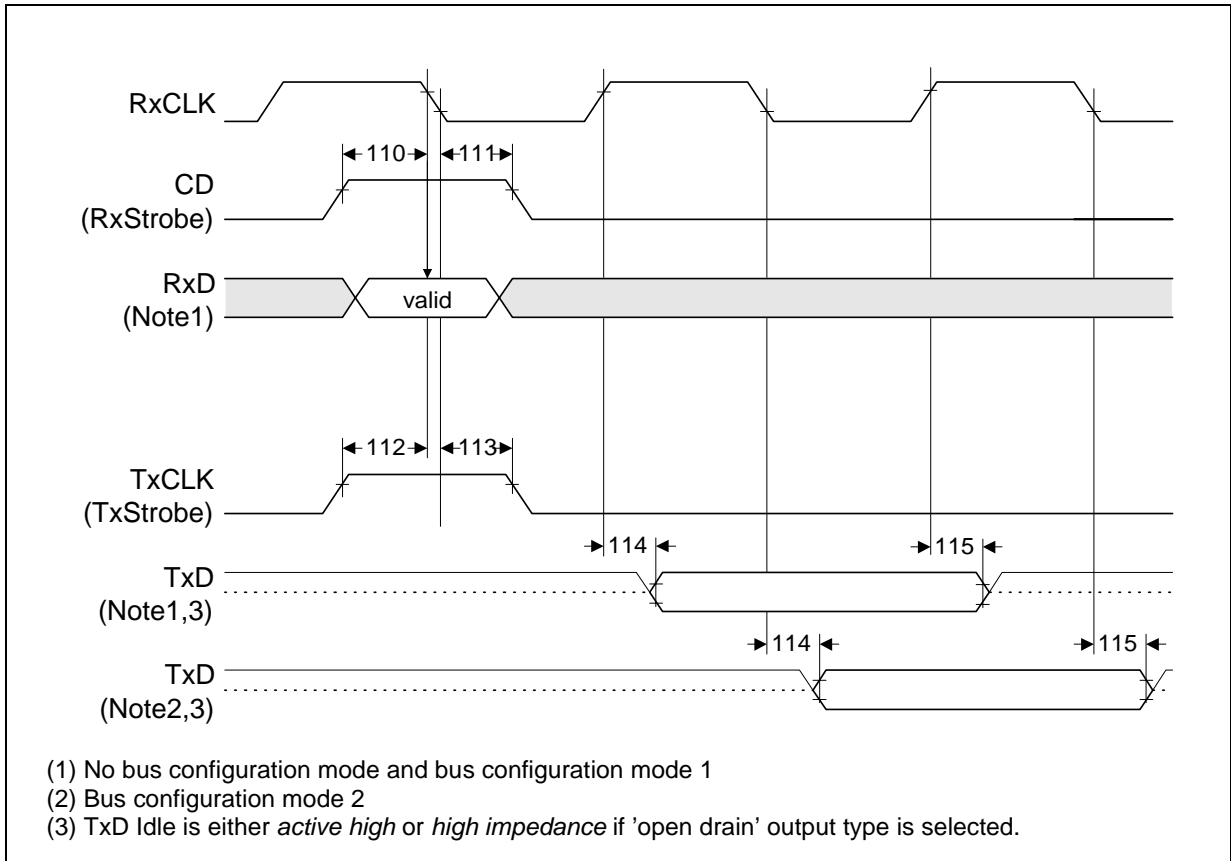 RxCLK
110 111
CD
(RxStrobe)
RxD
(Note1)
valid
112 113
TxCLK
(TxStrobe)
114 115
TxD
(Note1,3)
114 115
TxD
(Note2,3)
(1) No bus configuration mode and bus configuration mode 1
(2) Bus configuration mode 2
(3) TxD Idle is either active high or high impedance if ’open drain’ output type is selected.